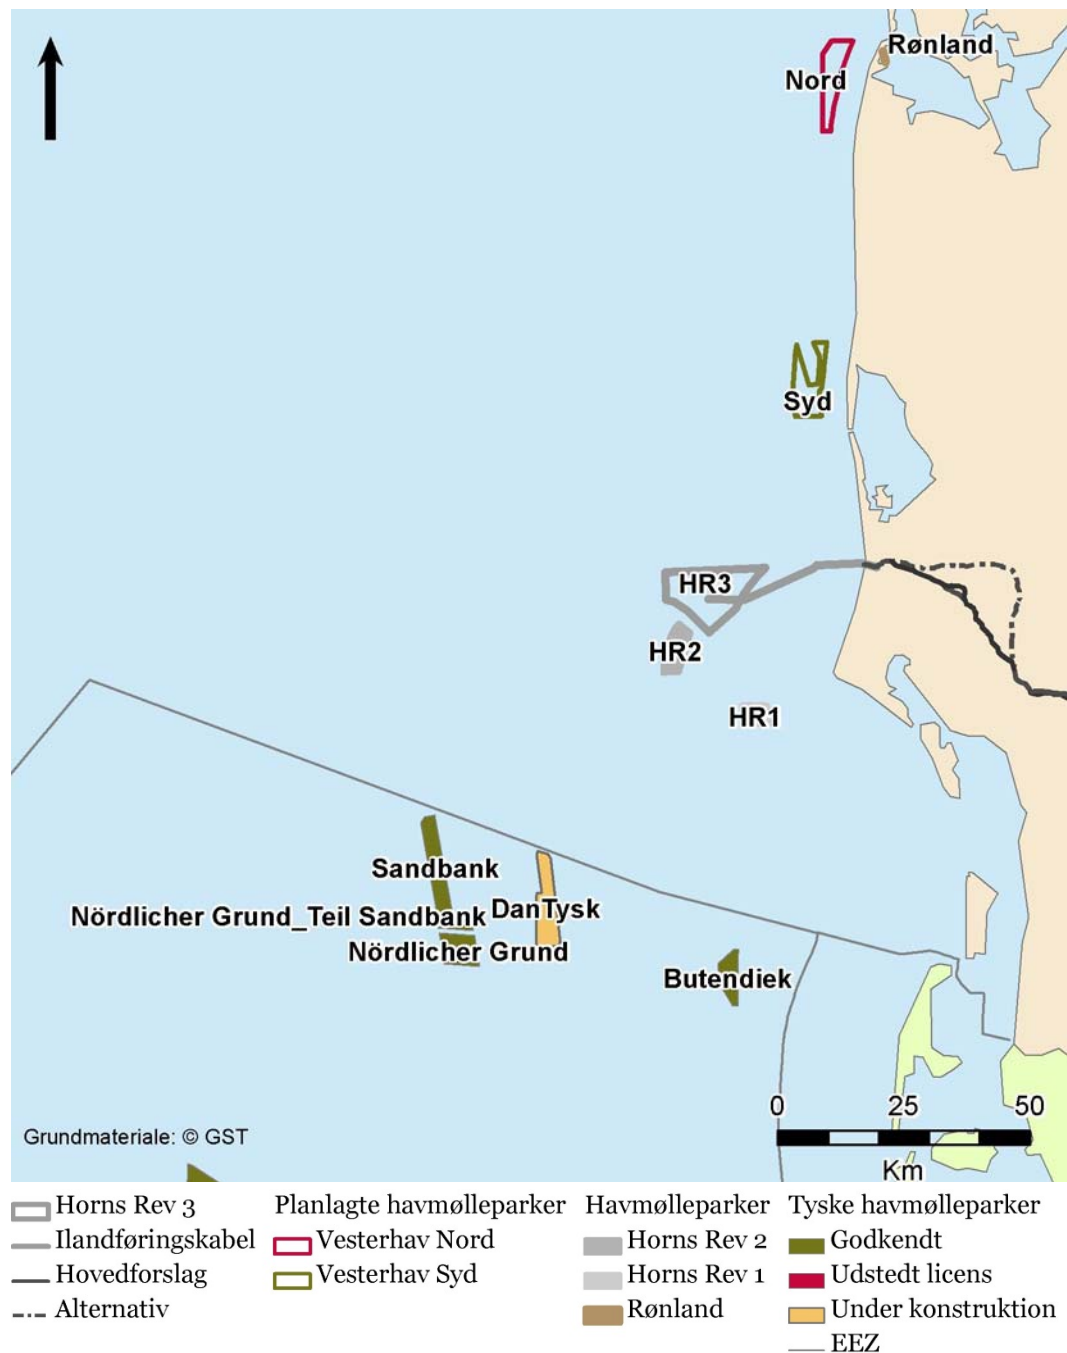 Rønland
Nord
Syd
HR3
HR2
HR1
Sandbank
Nördlicher Grund_Teil Sandbank
DanTysk
Nördlicher Grund
Butendiek
0 25 50
Km
Grundmateriale: © GST
Horns Rev 3
Ilandføringskabel
Hovedforslag
Alternativ
Planlagte havmølleparker
Vesterhav Nord
Vesterhav Syd
Havmølleparker
Horns Rev 2
Horns Rev 1
Rønland
Tyske havmølleparker
Godkendt
Udstedt licens
Under konstruktion
EEZ